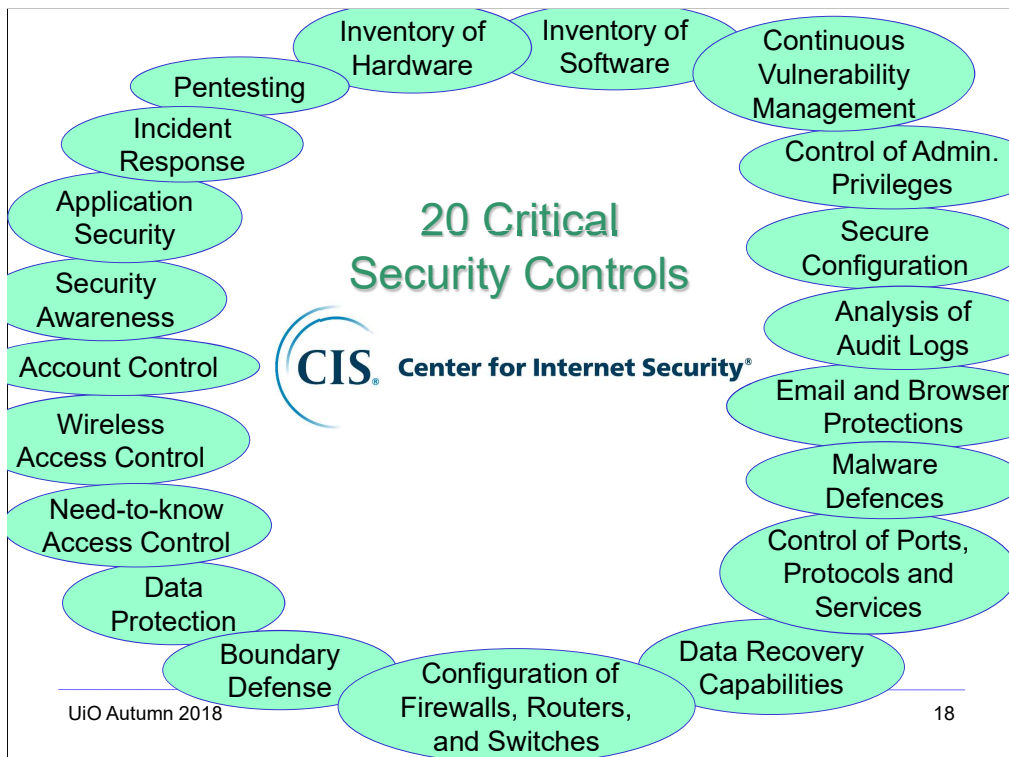 Inventory of
Hardware
Inventory of
Software
Continuous
Vulnerability
Management
Control of Admin.
Privileges
Secure
Configuration
Analysis of
Audit Logs
Email and Browser
Protections
Malware
Defences
Control of Ports,
Protocols and
Services
Data Recovery
Capabilities
Configuration of
Firewalls, Routers,
and Switches
Boundary
Defense
Data
Protection
Need-to-know
Access Control
Wireless
Access Control
Account Control
Security
Awareness
Application
Security
Incident
Response
Pentesting
20 Critical
Security Controls
CIS® Center for Internet Security®
UiO Autumn 2018
18